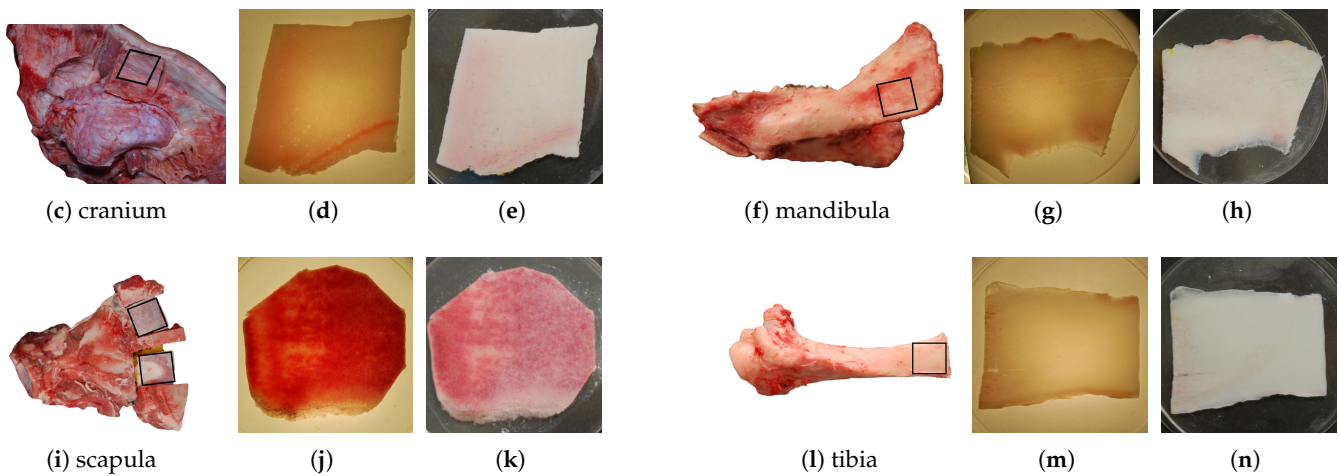 (c) cranium (d) (e) (f) mandibula (g) (h)
(i) scapula (j) (k) (l) tibia (m) (n)